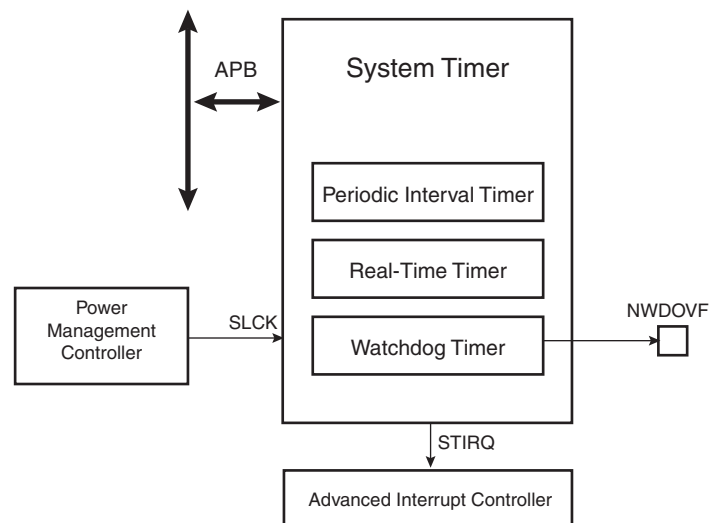 System Timer
APB
Periodic Interval Timer
Real-Time Timer
NWDOVF
Power
Management
Controller
SLCK
Watchdog Timer
STIRQ
Advanced Interrupt Controller